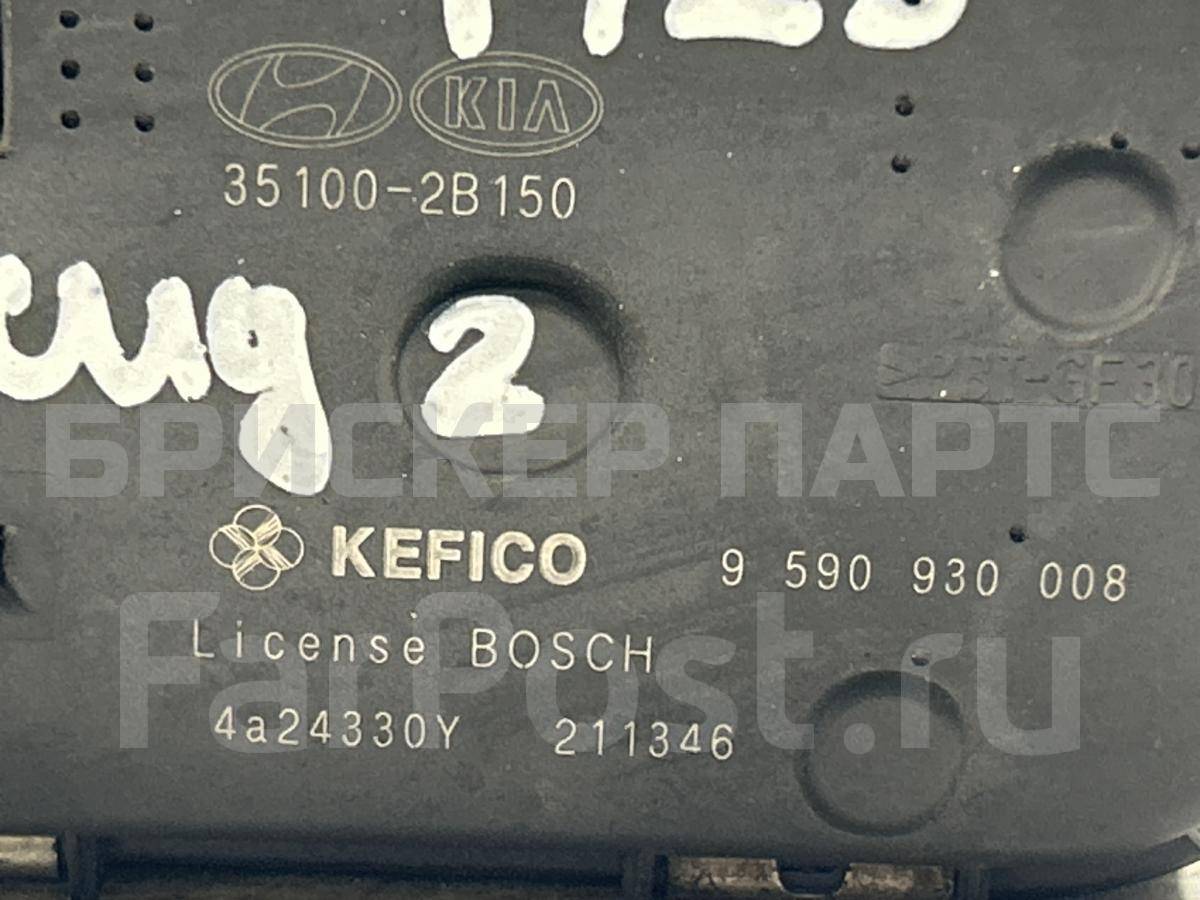 KIA
35100-2B150
2
БРИСКЕР ПАРТС
KEFICO
9 590 930 008
License BOSCH
FarPost.ru
4a24330Y 211346